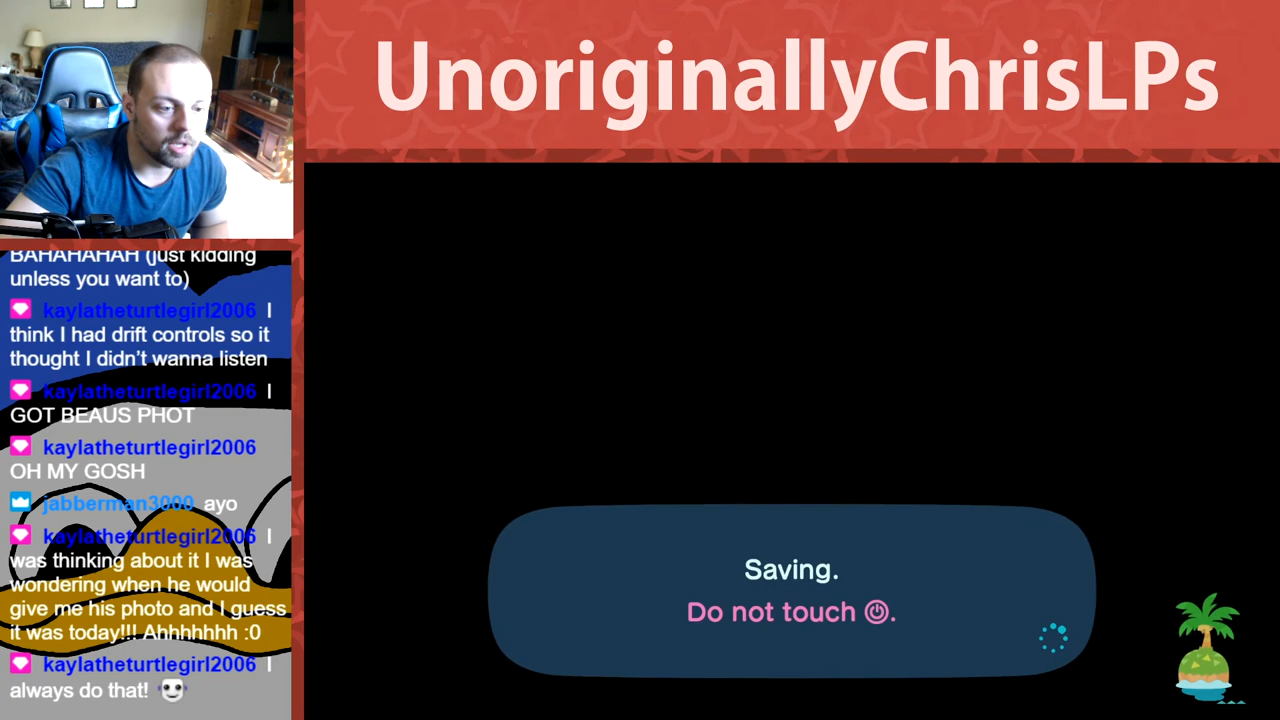 UnoriginallyChrisLPs
BAHAHAHAH (just kidding
unless you want to)
kaylatheturtlegirl2006 I
think I had drift controls so it
thought I didn't wanna listen
kaylatheturtlegirl2006 I
GOT BEAUS PHOT
kaylatheturtlegirl2006
OH MY GOSH
jabberman3000 ayo
kaylatheturtlegirl2006 I
was thinking about it I was
wondering when he would
give me his photo and I guess
it was today!!! Ahhhhhhh :0
kaylatheturtlegirl2006 I
always do that!
Saving.
Do not touch ⏻.